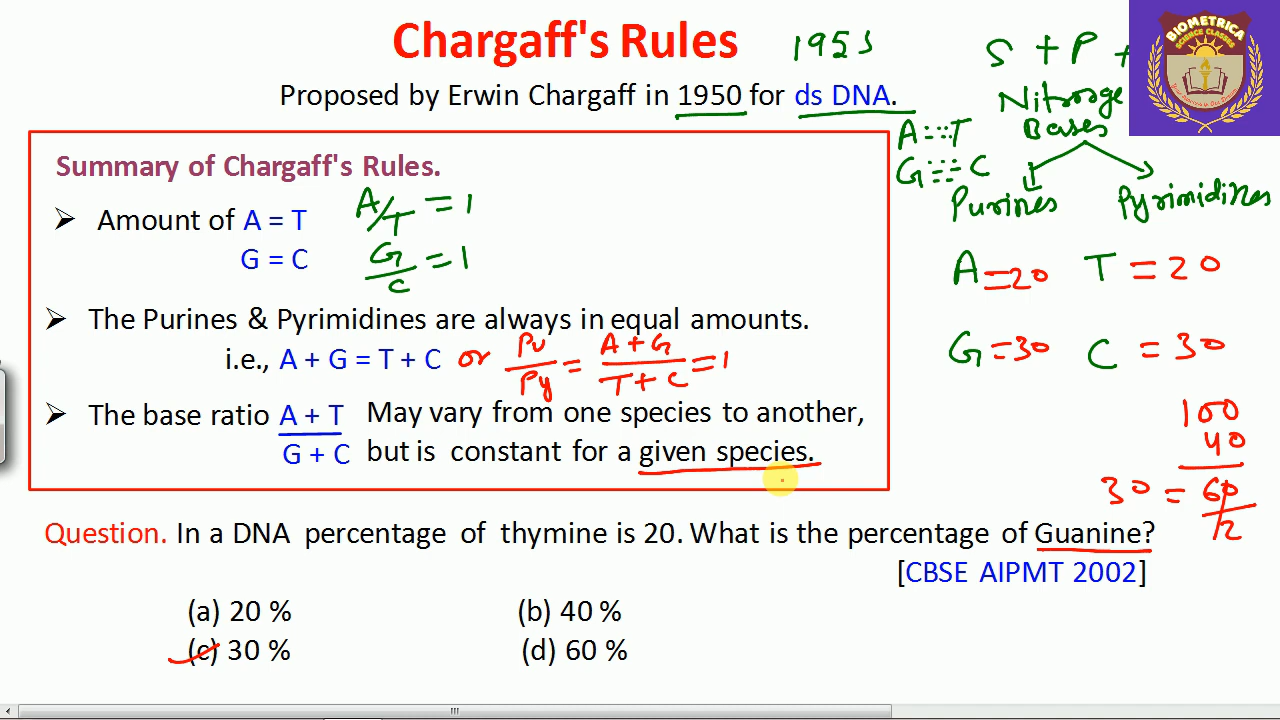 Chargaff's Rules
1953
S + P +
BIOMETRICA
SCIENCE CLASSES
Proposed by Erwin Chargaff in 1950 for ds DNA.
Nitroge
Bases
A:::T
G:::C
Purines Pyrimidines
Summary of Chargaff's Rules.
➢ Amount of A = T
A/T = 1
G = C
G/C = 1
A = 20 T = 20
➢ The Purines & Pyrimidines are always in equal amounts.
i.e., A + G = T + C or Pu/Py = A + G/T + C = 1
G = 30 C = 30
➢ The base ratio A + T May vary from one species to another,
G + C but is constant for a given species.
100
40
30 = 60/2
Question. In a DNA percentage of thymine is 20. What is the percentage of Guanine?
[CBSE AIPMT 2002]
(a) 20 % (b) 40 %
(c) 30 % (d) 60 %